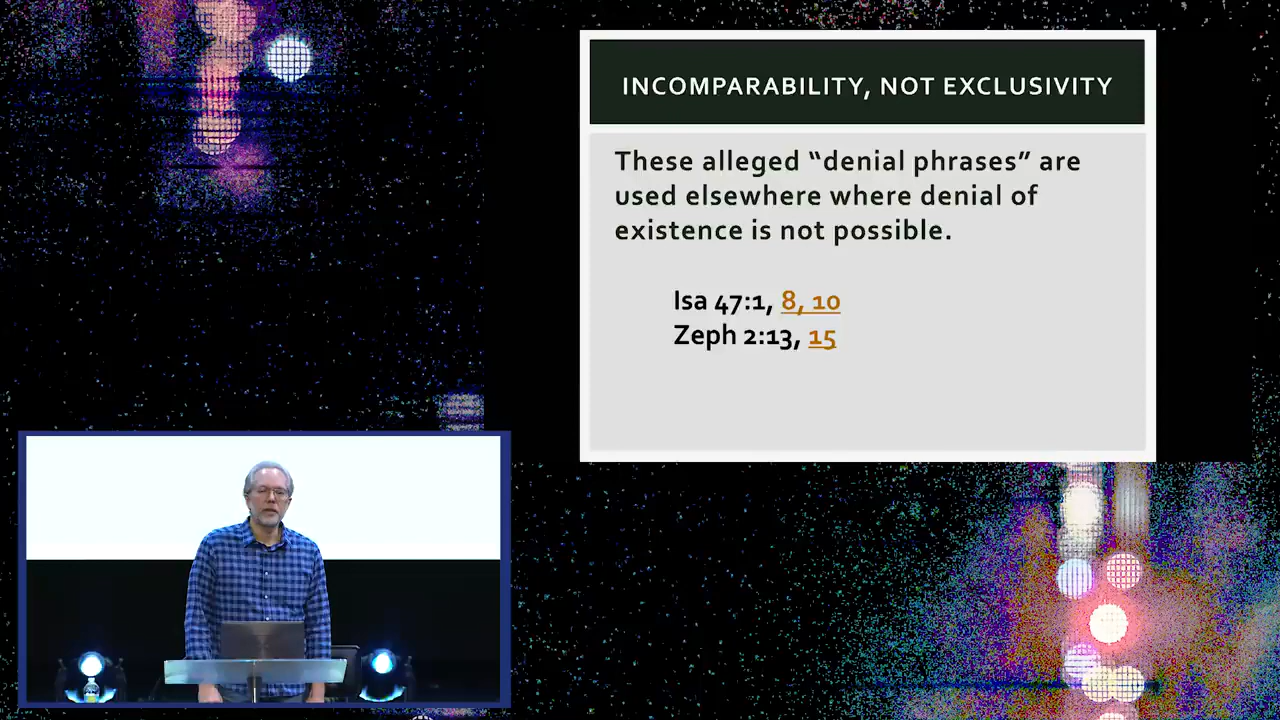 INCOMPARABILITY, NOT EXCLUSIVITY
These alleged “denial phrases” are
used elsewhere where denial of
existence is not possible.
Isa 47:1, 8, 10
Zeph 2:13, 15